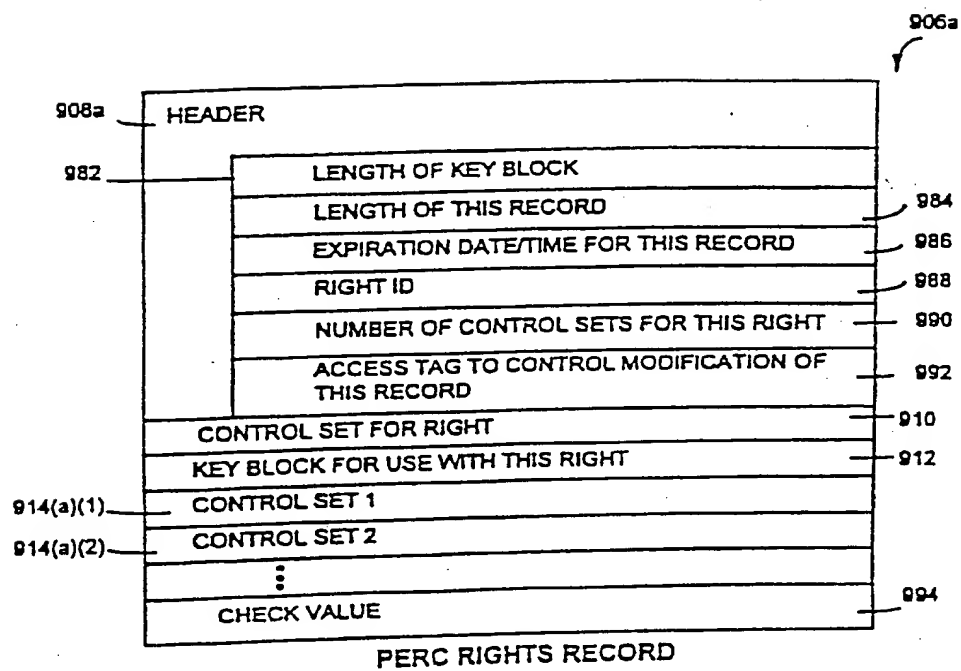 906a
908a HEADER
982 LENGTH OF KEY BLOCK
LENGTH OF THIS RECORD 984
EXPIRATION DATE/TIME FOR THIS RECORD 986
RIGHT ID 988
NUMBER OF CONTROL SETS FOR THIS RIGHT 990
ACCESS TAG TO CONTROL MODIFICATION OF
THIS RECORD 992
CONTROL SET FOR RIGHT 910
KEY BLOCK FOR USE WITH THIS RIGHT 912
914(a)(1) CONTROL SET 1
914(a)(2) CONTROL SET 2
CHECK VALUE 994
PERC RIGHTS RECORD